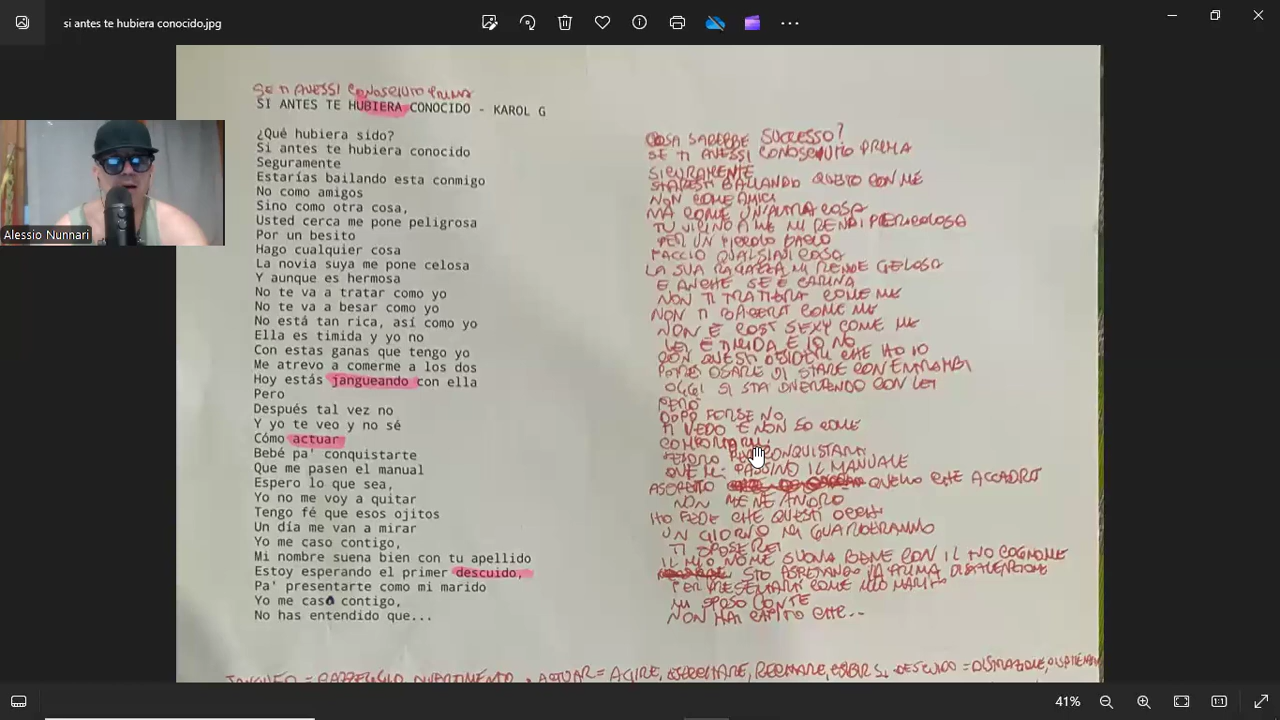 si antes te hubiera conocido.jpg
SE TI AVESSI CONOSCIUTO PRIMA
SI ANTES TE HUBIERA CONOCIDO - KAROL G
¿Qué hubiera sido?
Si antes te hubiera conocido
Seguramente
Estarías bailando esta conmigo
No como amigos
Sino como otra cosa,
Usted cerca me pone peligrosa
Por un besito
Hago cualquier cosa
La novia suya me pone celosa
Y aunque es hermosa
No te va a tratar como yo
No te va a besar como yo
No está tan rica, así como yo
Ella es timida y yo no
Con estas ganas que tengo yo
Me atrevo a comerme a los dos
Hoy estás jangueando con ella
Pero
Después tal vez no
Y yo te veo y no sé
Cómo actuar
Bebé pa' conquistarte
Que me pasen el manual
Espero lo que sea,
Yo no me voy a quitar
Tengo fé que esos ojitos
Un día me van a mirar
Yo me caso contigo,
Mi nombre suena bien con tu apellido
Estoy esperando el primer descuido,
Pa' presentarte como mi marido
Yo me caso contigo,
No has entendido que...
COSA SAREBBE SUCCESSO?
SE TI AVESSI CONOSCIUTO PRIMA
SICURAMENTE
STARESTI BALLANDO QUESTO CON ME
NON COME AMICI
MA COME UN'ALTRA COSA
TU VICINO A ME MI RENDI PERICOLOSA
PER UN PICCOLO BACIO
FACCIO QUALSIASI COSA
LA SUA RAGAZZA MI RENDE GELOSA
E ANCHE SE È CARINA
NON TI TRATTERÀ COME ME
NON TI BACERÀ COME ME
NON È COSÌ SEXY COME ME
LEI È TIMIDA E IO NO
CON QUESTI DESIDERI CHE HO IO
OSARE DI STARE CON ENTRAMBI
OGGI SI STA DIVERTENDO CON LEI
PERÒ
DOPO FORSE NO
TI VEDO E NON SO COME
COMPORTARMI
CONQUISTARTI
CHE MI PASSINO IL MANUALE
ASPETTO QUELLO CHE ACCADRÀ
NON ME NE ANDRÒ
HO FEDE CHE QUESTI OCCHI
UN GIORNO MI GUARDERANNO
TI SPOSEREI
IL MIO NOME SUONA BENE CON IL TUO COGNOME
STO ASPETTANDO LA PRIMA DISATTENZIONE
PER PRESENTARTI COME MIO MARITO
MI SPOSO CON TE
NON HAI CAPITO CHE...
DIVERTIMENTO, ACTUAR = AGIRE, RECITARE, DESCUIDO = DISTRAZIONE,
Alessio Nunnari
41%